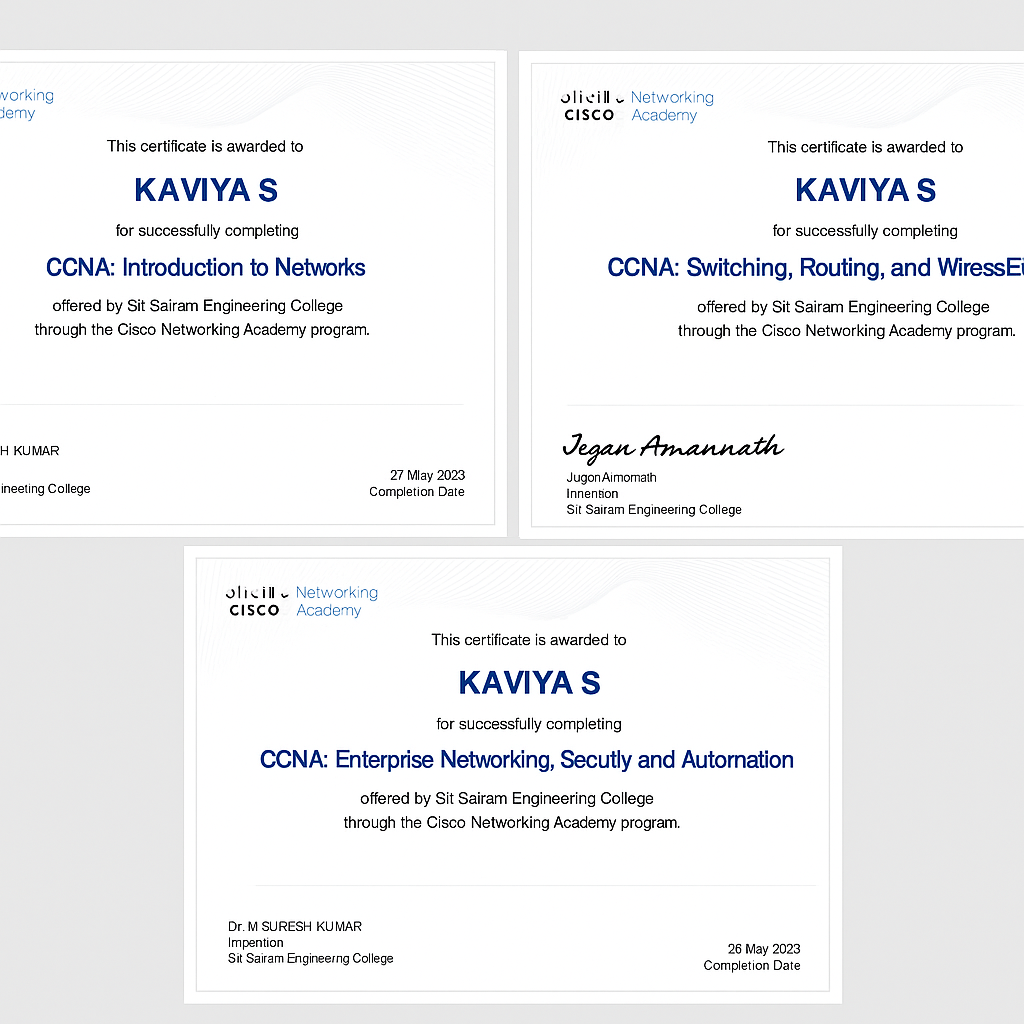 working
demy
This certificate is awarded to
KAVIYA S
for successfully completing
CCNA: Introduction to Networks
offered by Sit Sairam Engineering College
through the Cisco Networking Academy program.
H KUMAR
ineeting College
27 Mlay 2023
Completion Date
CISCO
Networking
Academy
This certificate is awarded to
KAVIYA S
for successfully completing
CCNA: Switching, Routing, and WiressE
offered by Sit Sairam Engineering College
through the Cisco Networking Academy program.
Jegan Amannath
JugonAimomath
Innention
Sit Sairam Engineering College
CISCO
Networking
Academy
This certificate is awarded to
KAVIYA S
for successfully completing
CCNA: Enterprise Networking, Secutly and Autornation
offered by Sit Sairam Engineering College
through the Cisco Networking Academy program.
Dr. M SURESH KUMAR
Impention
Sit Sairam Engineerng College
26 May 2023
Completion Date